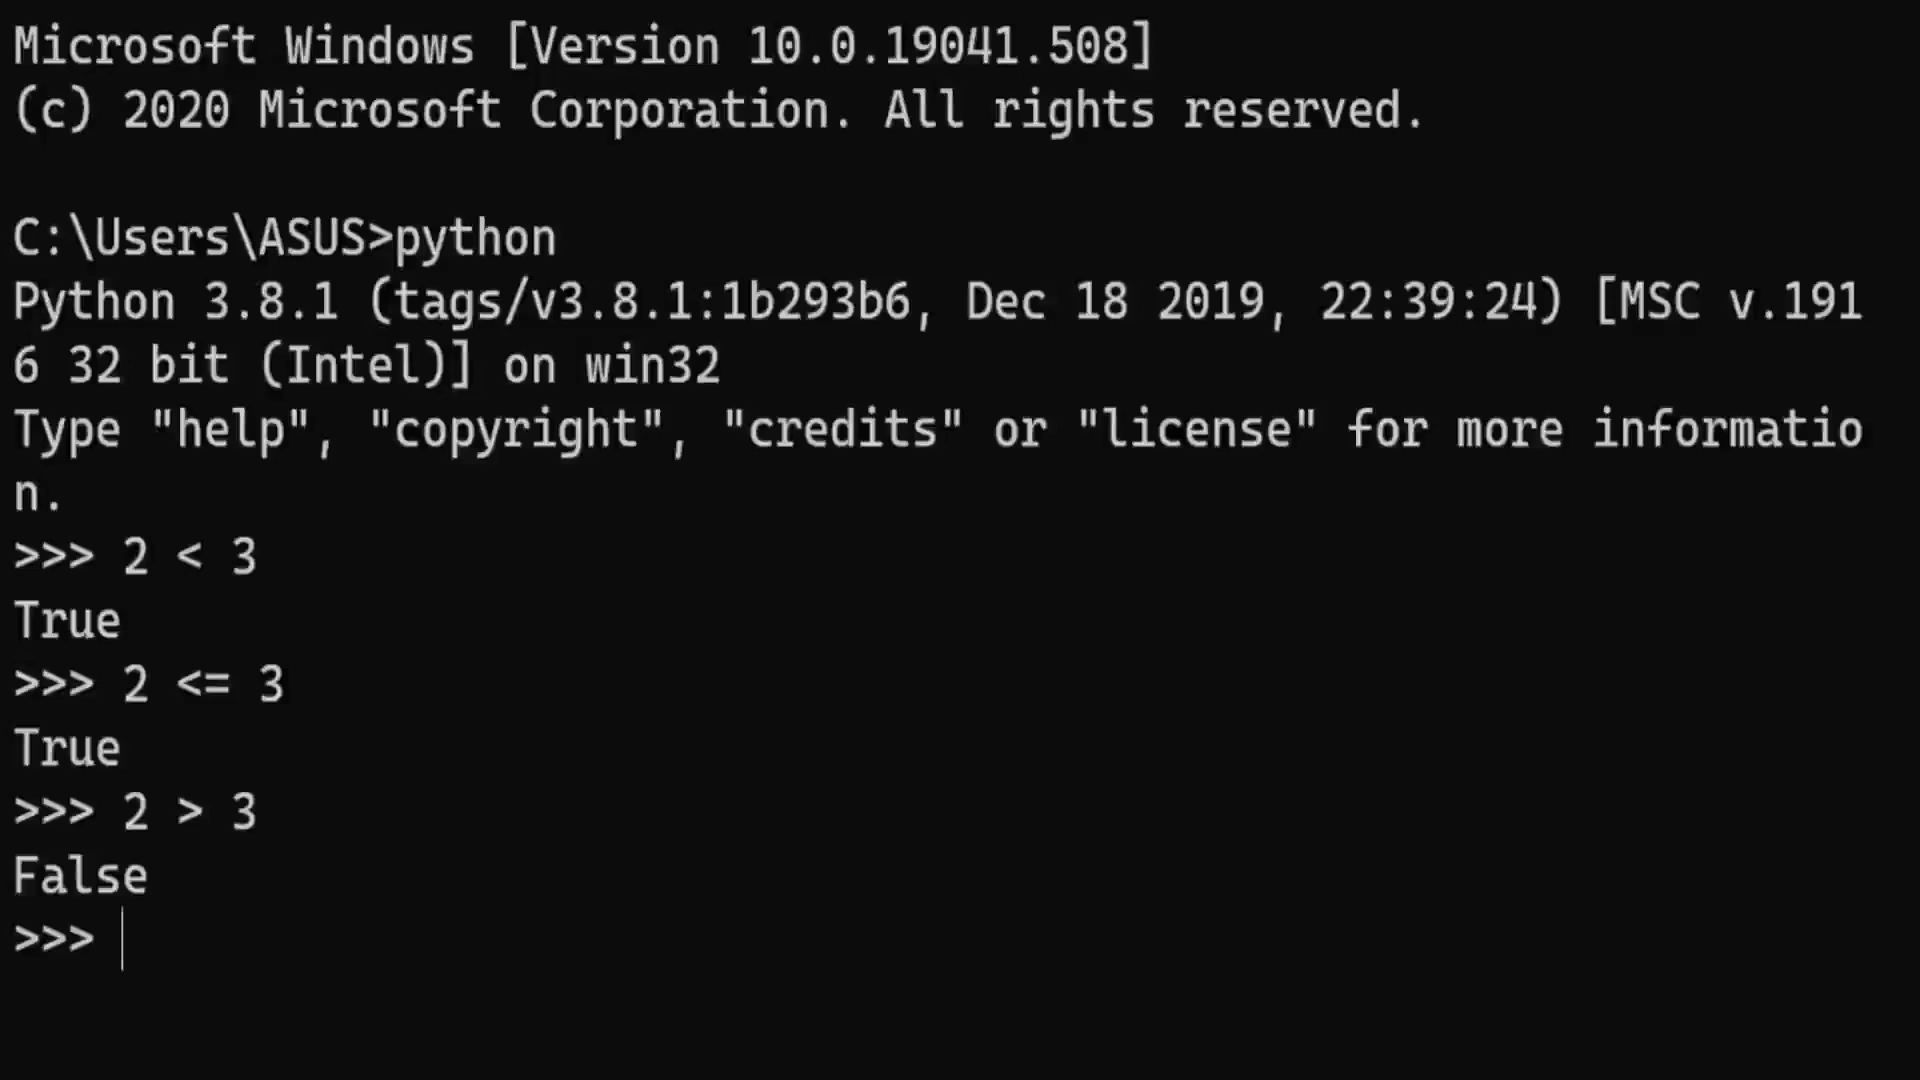 Microsoft Windows [Version 10.0.19041.508]
(c) 2020 Microsoft Corporation. All rights reserved.
C:\Users\ASUS>python
Python 3.8.1 (tags/v3.8.1:1b293b6, Dec 18 2019, 22:39:24) [MSC v.191
6 32 bit (Intel)] on win32
Type "help", "copyright", "credits" or "license" for more informatio
n.
>>> 2 < 3
True
>>> 2 <= 3
True
>>> 2 > 3
False
>>>